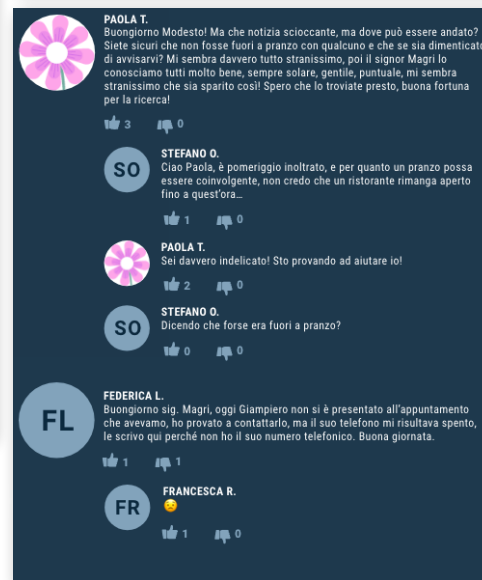 PAOLA T.
Buongiorno Modesto! Ma che notizia scioccante, ma dove può essere andato?
Siete sicuri che non fosse fuori a pranzo con qualcuno e che se sia dimenticato
di avvisarvi? Mi sembra davvero tutto stranissimo, poi il signor Magri lo
conosciamo tutti molto bene, sempre solare, gentile, puntuale, mi sembra
stranissimo che sia sparito così! Spero che lo troviate presto, buona fortuna
per la ricerca!
3 0
SO
STEFANO O.
Ciao Paola, è pomeriggio inoltrato, e per quanto un pranzo possa
essere coinvolgente, non credo che un ristorante rimanga aperto
fino a quest'ora...
1 0
PAOLA T.
Sei davvero indelicato! Sto provando ad aiutare io!
2 0
SO
STEFANO O.
Dicendo che forse era fuori a pranzo?
0 0
FL
FEDERICA L.
Buongiorno sig. Magri, oggi Giampiero non si è presentato all'appuntamento
che avevamo, ho provato a contattarlo, ma il suo telefono mi risultava spento,
le scrivo qui perché non ho il suo numero telefonico. Buona giornata.
1 1
FR
FRANCESCA R.
😟
1 0